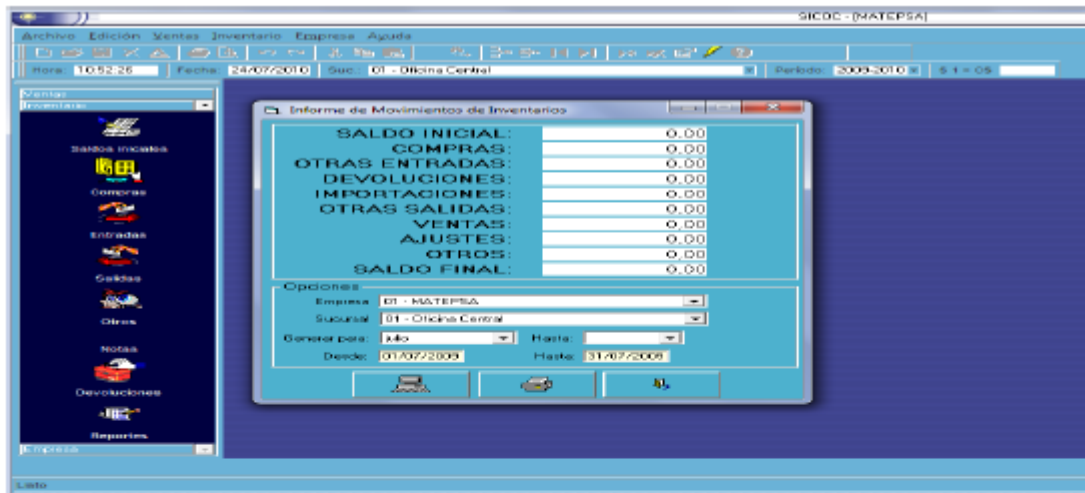 SICOC - [MATEPSA]
Archivo Edición Ventas Inventario Empresa Ayuda
Hora: 10:52:26 Fecha: 24/07/2010 Suc.: 01 - Oficina Central Período: 2009-2010 $ 1 = C$
Ventas
Inventario
Saldos iniciales
Compras
Entradas
Salidas
Otros
Notas
Devoluciones
Reportes
Empresa
Informe de Movimientos de Inventarios
SALDO INICIAL: 0.00
COMPRAS: 0.00
OTRAS ENTRADAS: 0.00
DEVOLUCIONES: 0.00
IMPORTACIONES: 0.00
OTRAS SALIDAS: 0.00
VENTAS: 0.00
AJUSTES: 0.00
OTROS: 0.00
SALDO FINAL: 0.00
Opciones
Empresa 01 - MATEPSA
Sucursal 01 - Oficina Central
Generar para: julio Hasta:
Desde: 01/07/2009 Hasta: 31/07/2009
Listo